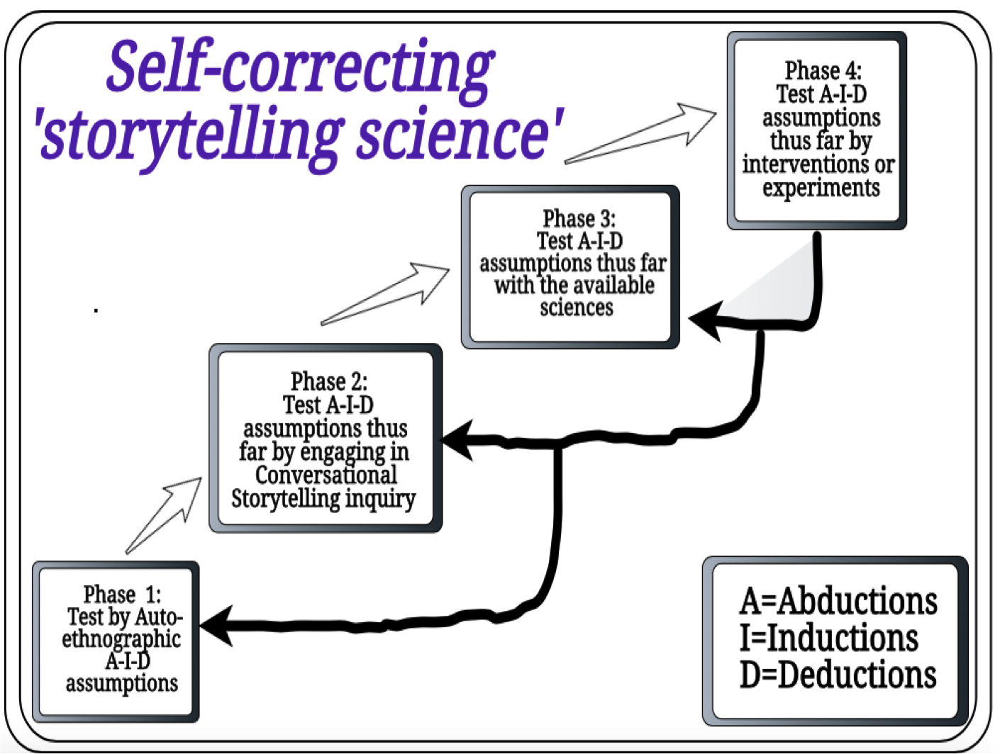 Self-correcting
'storytelling science'
Phase 4:
Test A-I-D
assumptions
thus far by
interventions or
experiments
Phase 3:
Test A-I-D
assumptions thus far
with the available
sciences
Phase 2:
Test A-I-D
assumptions thus
far by engaging in
Conversational
Storytelling inquiry
Phase 1:
Test by Auto-
ethnographic
A-I-D
assumptions
A=Abductions
I=Inductions
D=Deductions